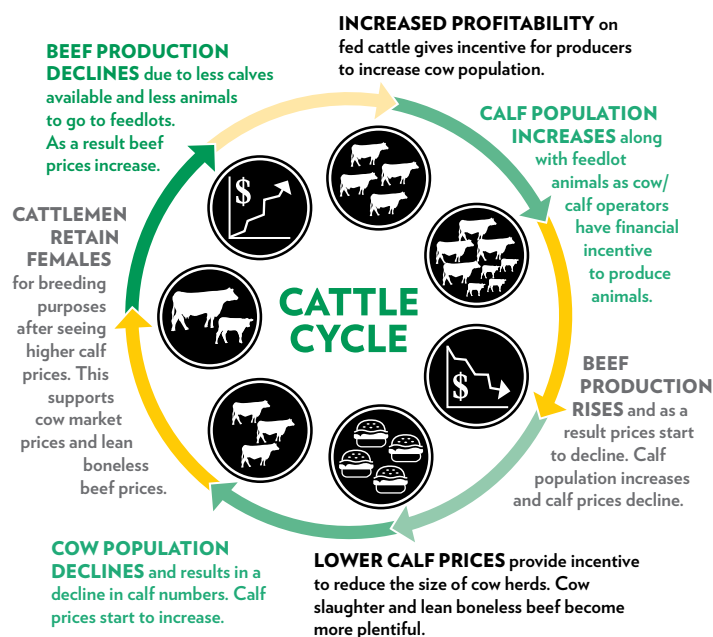 INCREASED PROFITABILITY on
fed cattle gives incentive for producers
to increase cow population.
CALF POPULATION
INCREASES along
with feedlot
animals as cow/
calf operators
have financial
incentive
to produce
animals.
BEEF
PRODUCTION
RISES and as a
result prices start
to decline. Calf
population increases
and calf prices decline.
LOWER CALF PRICES provide incentive
to reduce the size of cow herds. Cow
slaughter and lean boneless beef become
more plentiful.
COW POPULATION
DECLINES and results in a
decline in calf numbers. Calf
prices start to increase.
CATTLEMEN
RETAIN
FEMALES
for breeding
purposes
after seeing
higher calf
prices. This
supports
cow market
prices and lean
boneless
beef prices.
BEEF PRODUCTION
DECLINES due to less calves
available and less animals
to go to feedlots.
As a result beef
prices increase.
$
CATTLE
CYCLE
$